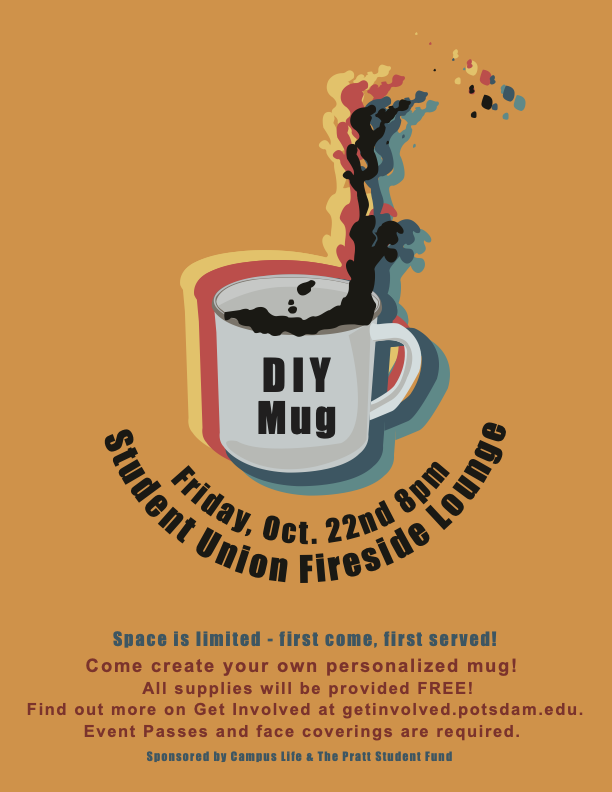 DIY
Mug
Friday, Oct. 22nd 8pm
Student Union Fireside Lounge
Space is limited - first come, first served!
Come create your own personalized mug!
All supplies will be provided FREE!
Find out more on Get Involved at getinvolved.potsdam.edu.
Event Passes and face coverings are required.
Sponsored by Campus Life & The Pratt Student Fund